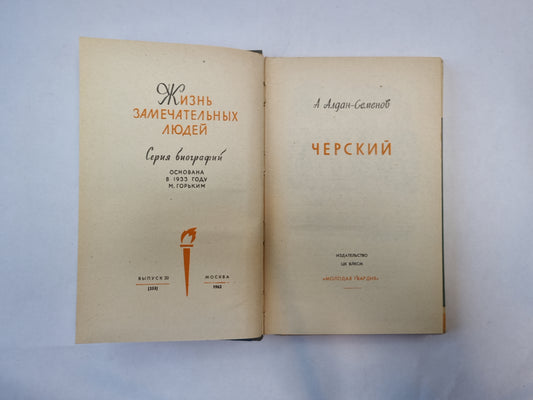 Жизнь
ЗАМЕЧАТЕЛЬНЫХ
ЛЮДЕЙ
Серия биографий
ОСНОВАНА
В 1933 ГОДУ
М. ГОРЬКИМ
ВЫПУСК 20
(353)
МОСКВА
1962
А Алдан-Семенов
ЧЕРСКИЙ
ИЗДАТЕЛЬСТВО
ЦК ВЛКСМ
«МОЛОДАЯ ГВАРДИЯ»